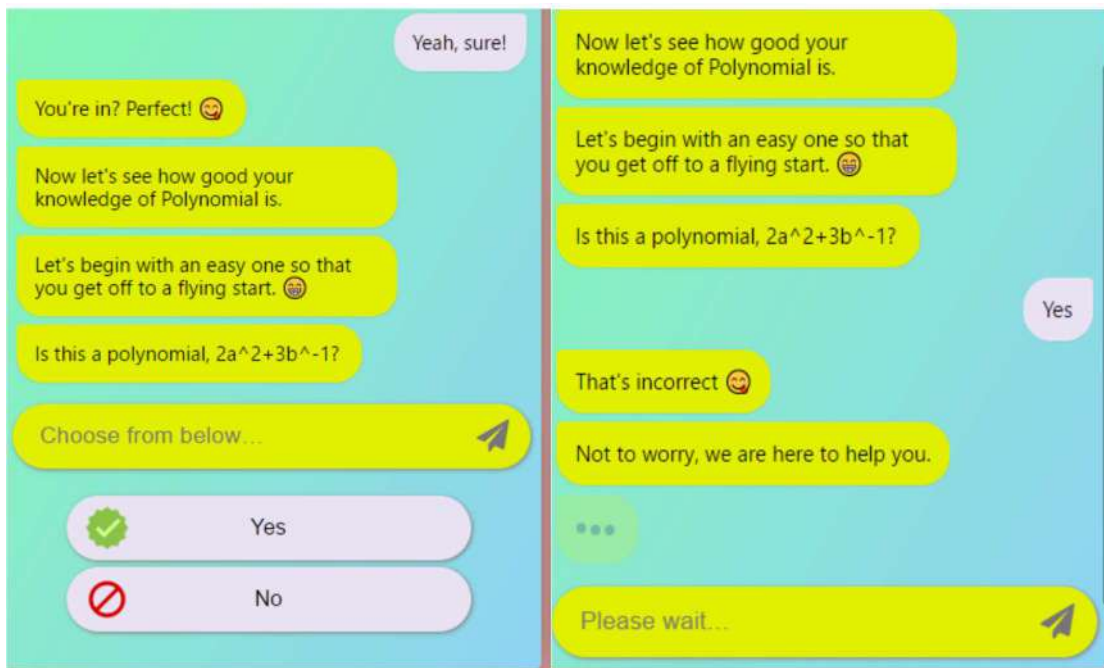 Yeah, sure!
You're in? Perfect! 😋
Now let's see how good your
knowledge of Polynomial is.
Let's begin with an easy one so that
you get off to a flying start. 😁
Is this a polynomial, 2a^2+3b^-1?
Choose from below...
Yes
No
Now let's see how good your
knowledge of Polynomial is.
Let's begin with an easy one so that
you get off to a flying start. 😁
Is this a polynomial, 2a^2+3b^-1?
Yes
That's incorrect 😋
Not to worry, we are here to help you.
Please wait...